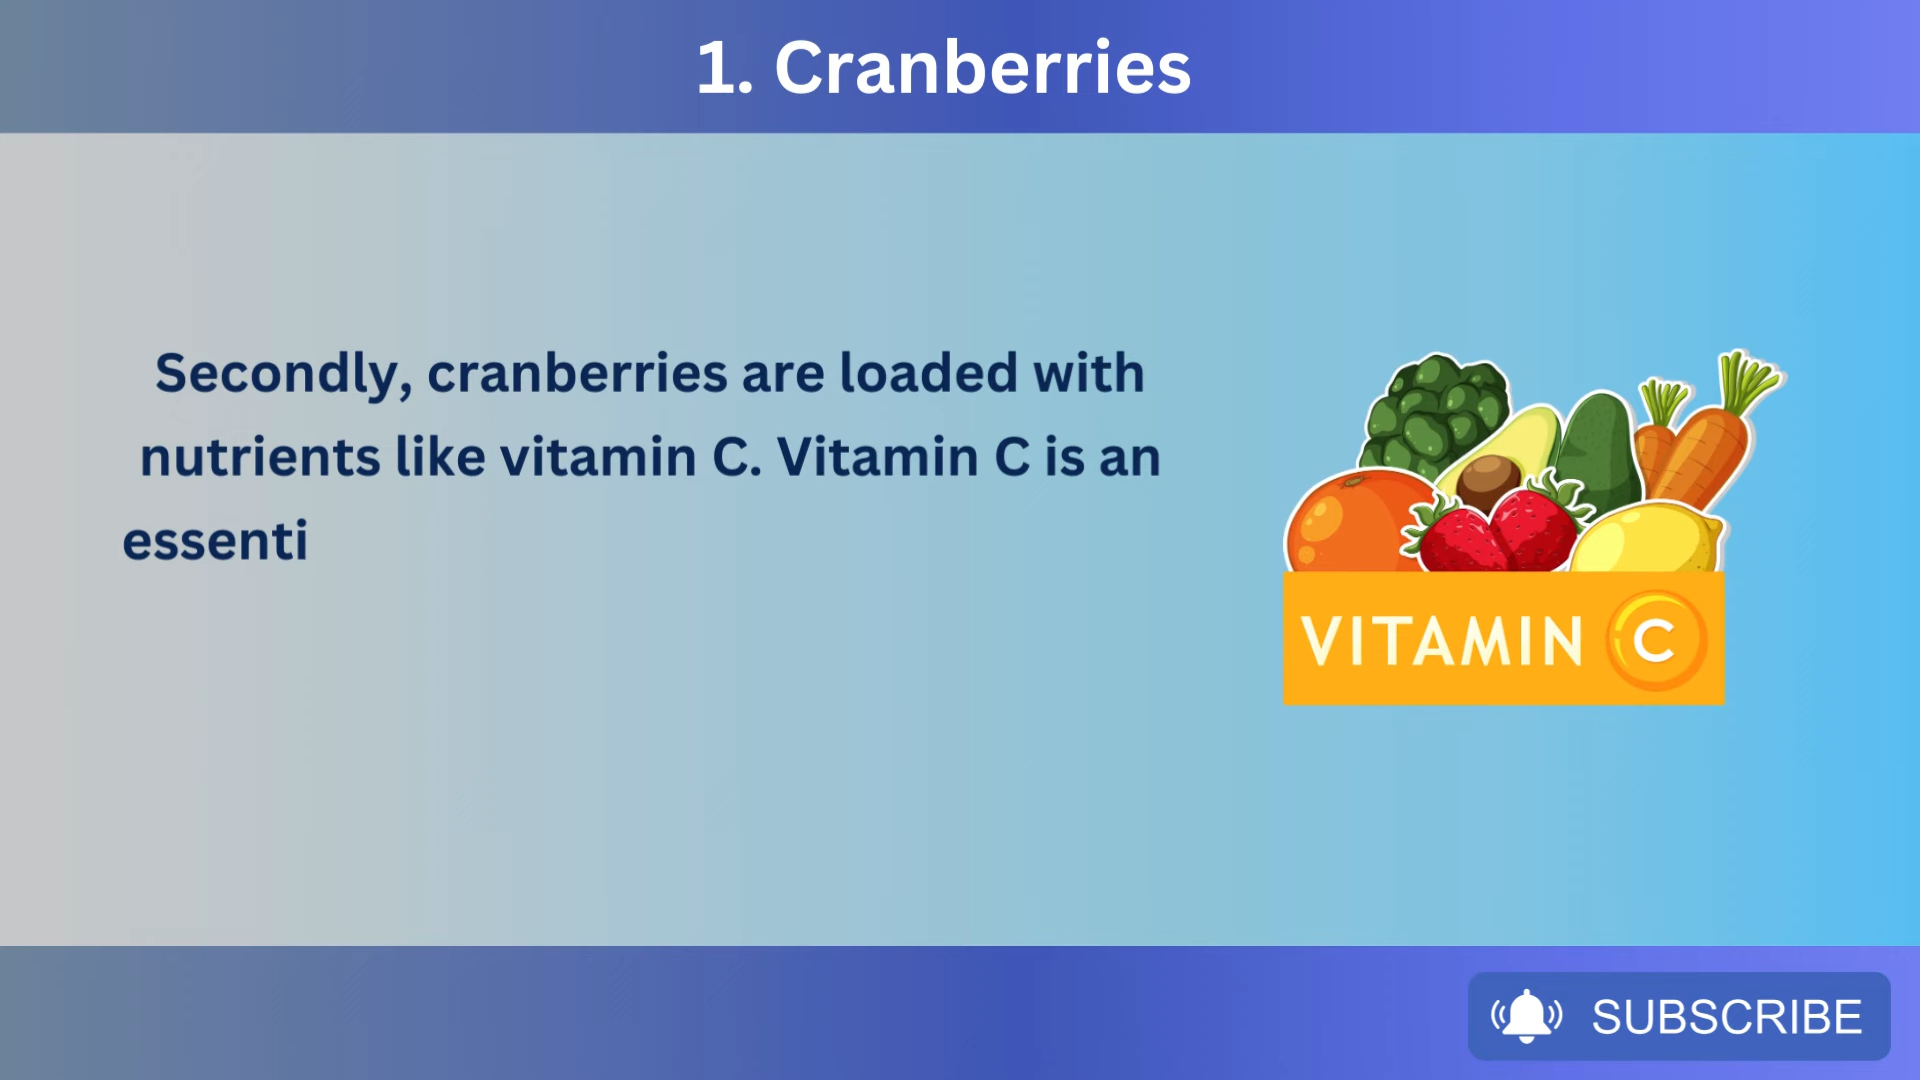 1. Cranberries
Secondly, cranberries are loaded with
nutrients like vitamin C. Vitamin C is an
essenti
VITAMIN C
SUBSCRIBE